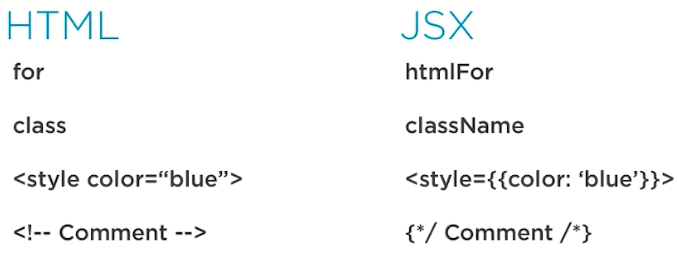 HTML JSX
for htmlFor
class className
<style color=“blue”> <style={{color: ‘blue’}}>
<!-- Comment --> {*/ Comment /*}